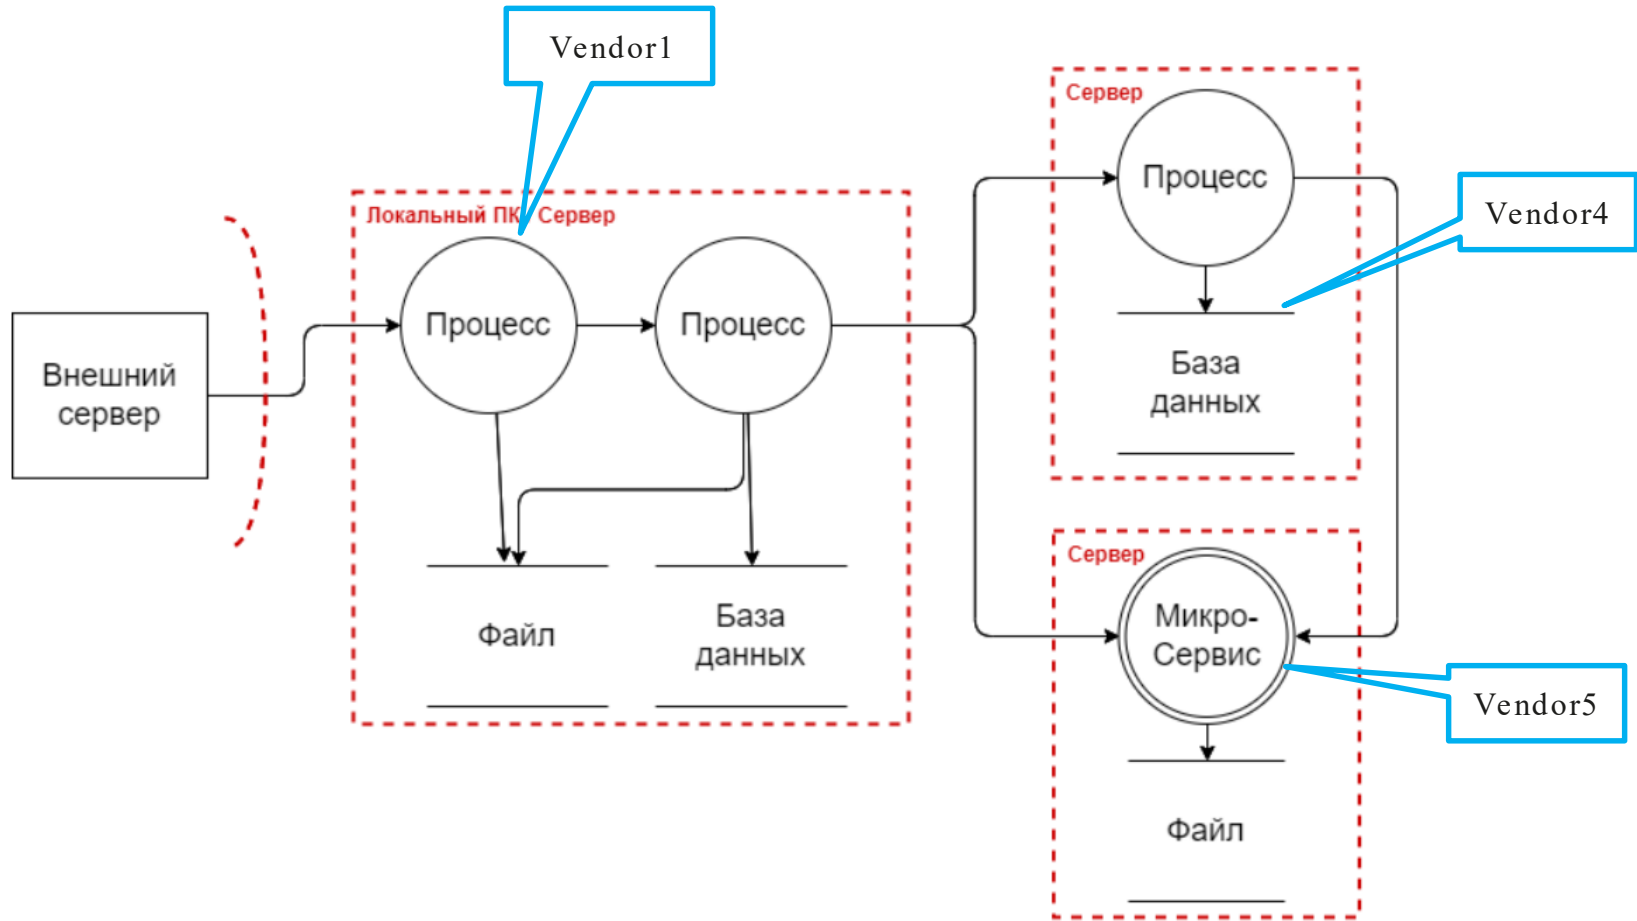 Vendor1
Сервер
Процесс
Vendor4
Локальный ПК Сервер
Процесс
Процесс
База
данных
Внешний
сервер
Сервер
Микро-
Сервис
Файл
База
данных
Vendor5
Файл